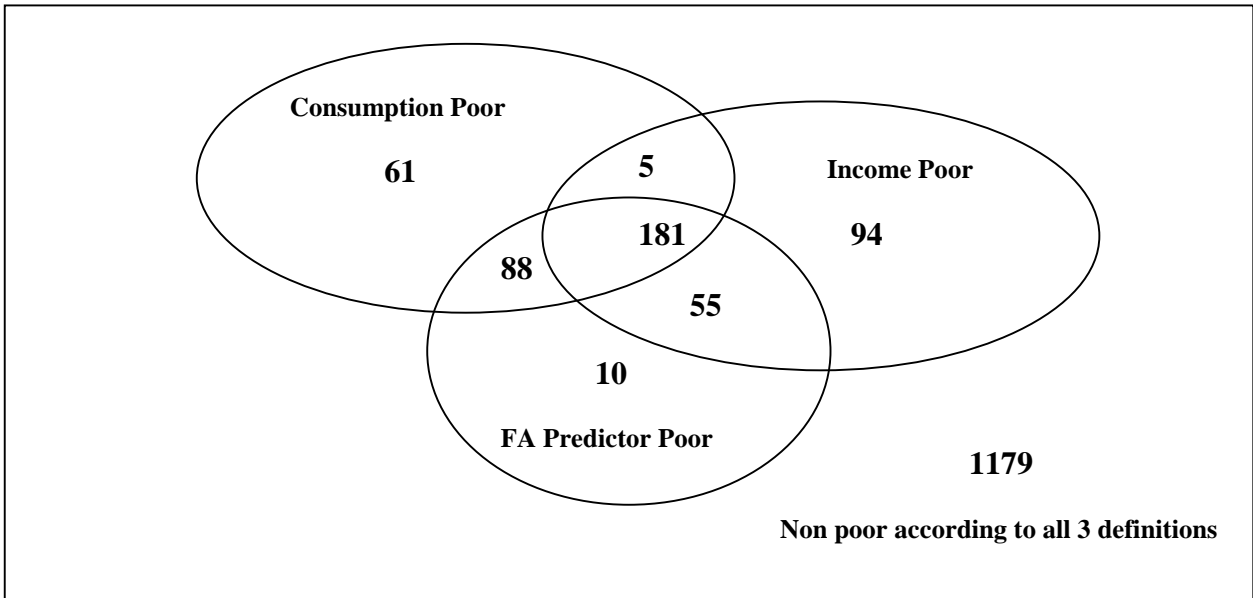 Consumption Poor
61
5
Income Poor
181
94
88
55
10
FA Predictor Poor
1179
Non poor according to all 3 definitions